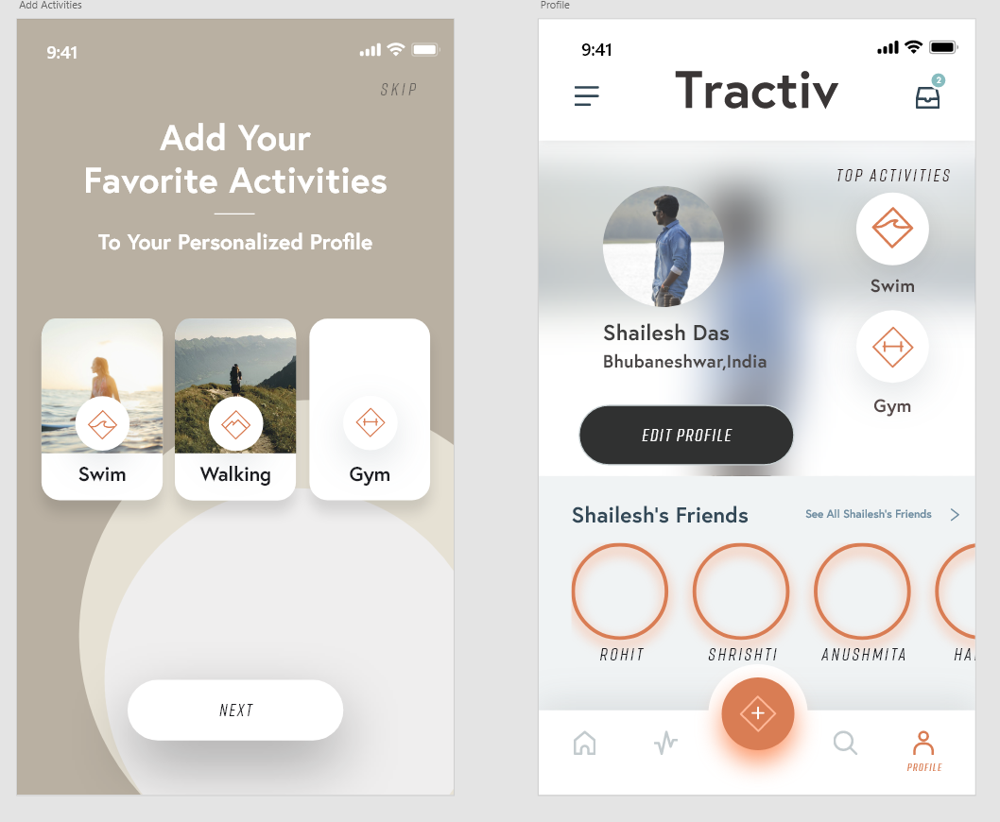 Add Activities
9:41
SKIP
Add Your
Favorite Activities
To Your Personalized Profile
Swim
Walking
Gym
NEXT
Profile
9:41
Tractiv
2
TOP ACTIVITIES
Swim
Gym
Shailesh Das
Bhubaneshwar,India
EDIT PROFILE
Shailesh's Friends
See All Shailesh's Friends
ROHIT
SHRISHTI
ANUSHMITA
PROFILE